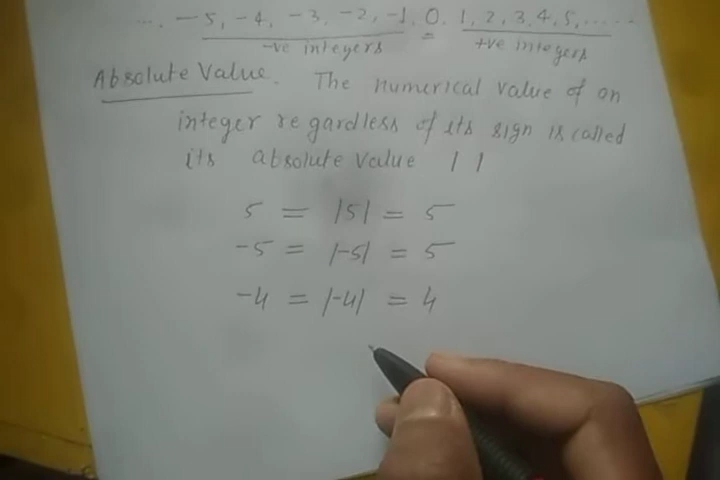 .... -5, -4, -3, -2, -1, 0, 1, 2, 3, 4, 5, .....
-ve integers = +ve integers
Absolute Value. The numerical value of an
integer regardless of its sign is called
its absolute value | |
5 = |5| = 5
-5 = |-5| = 5
-4 = |-4| = 4